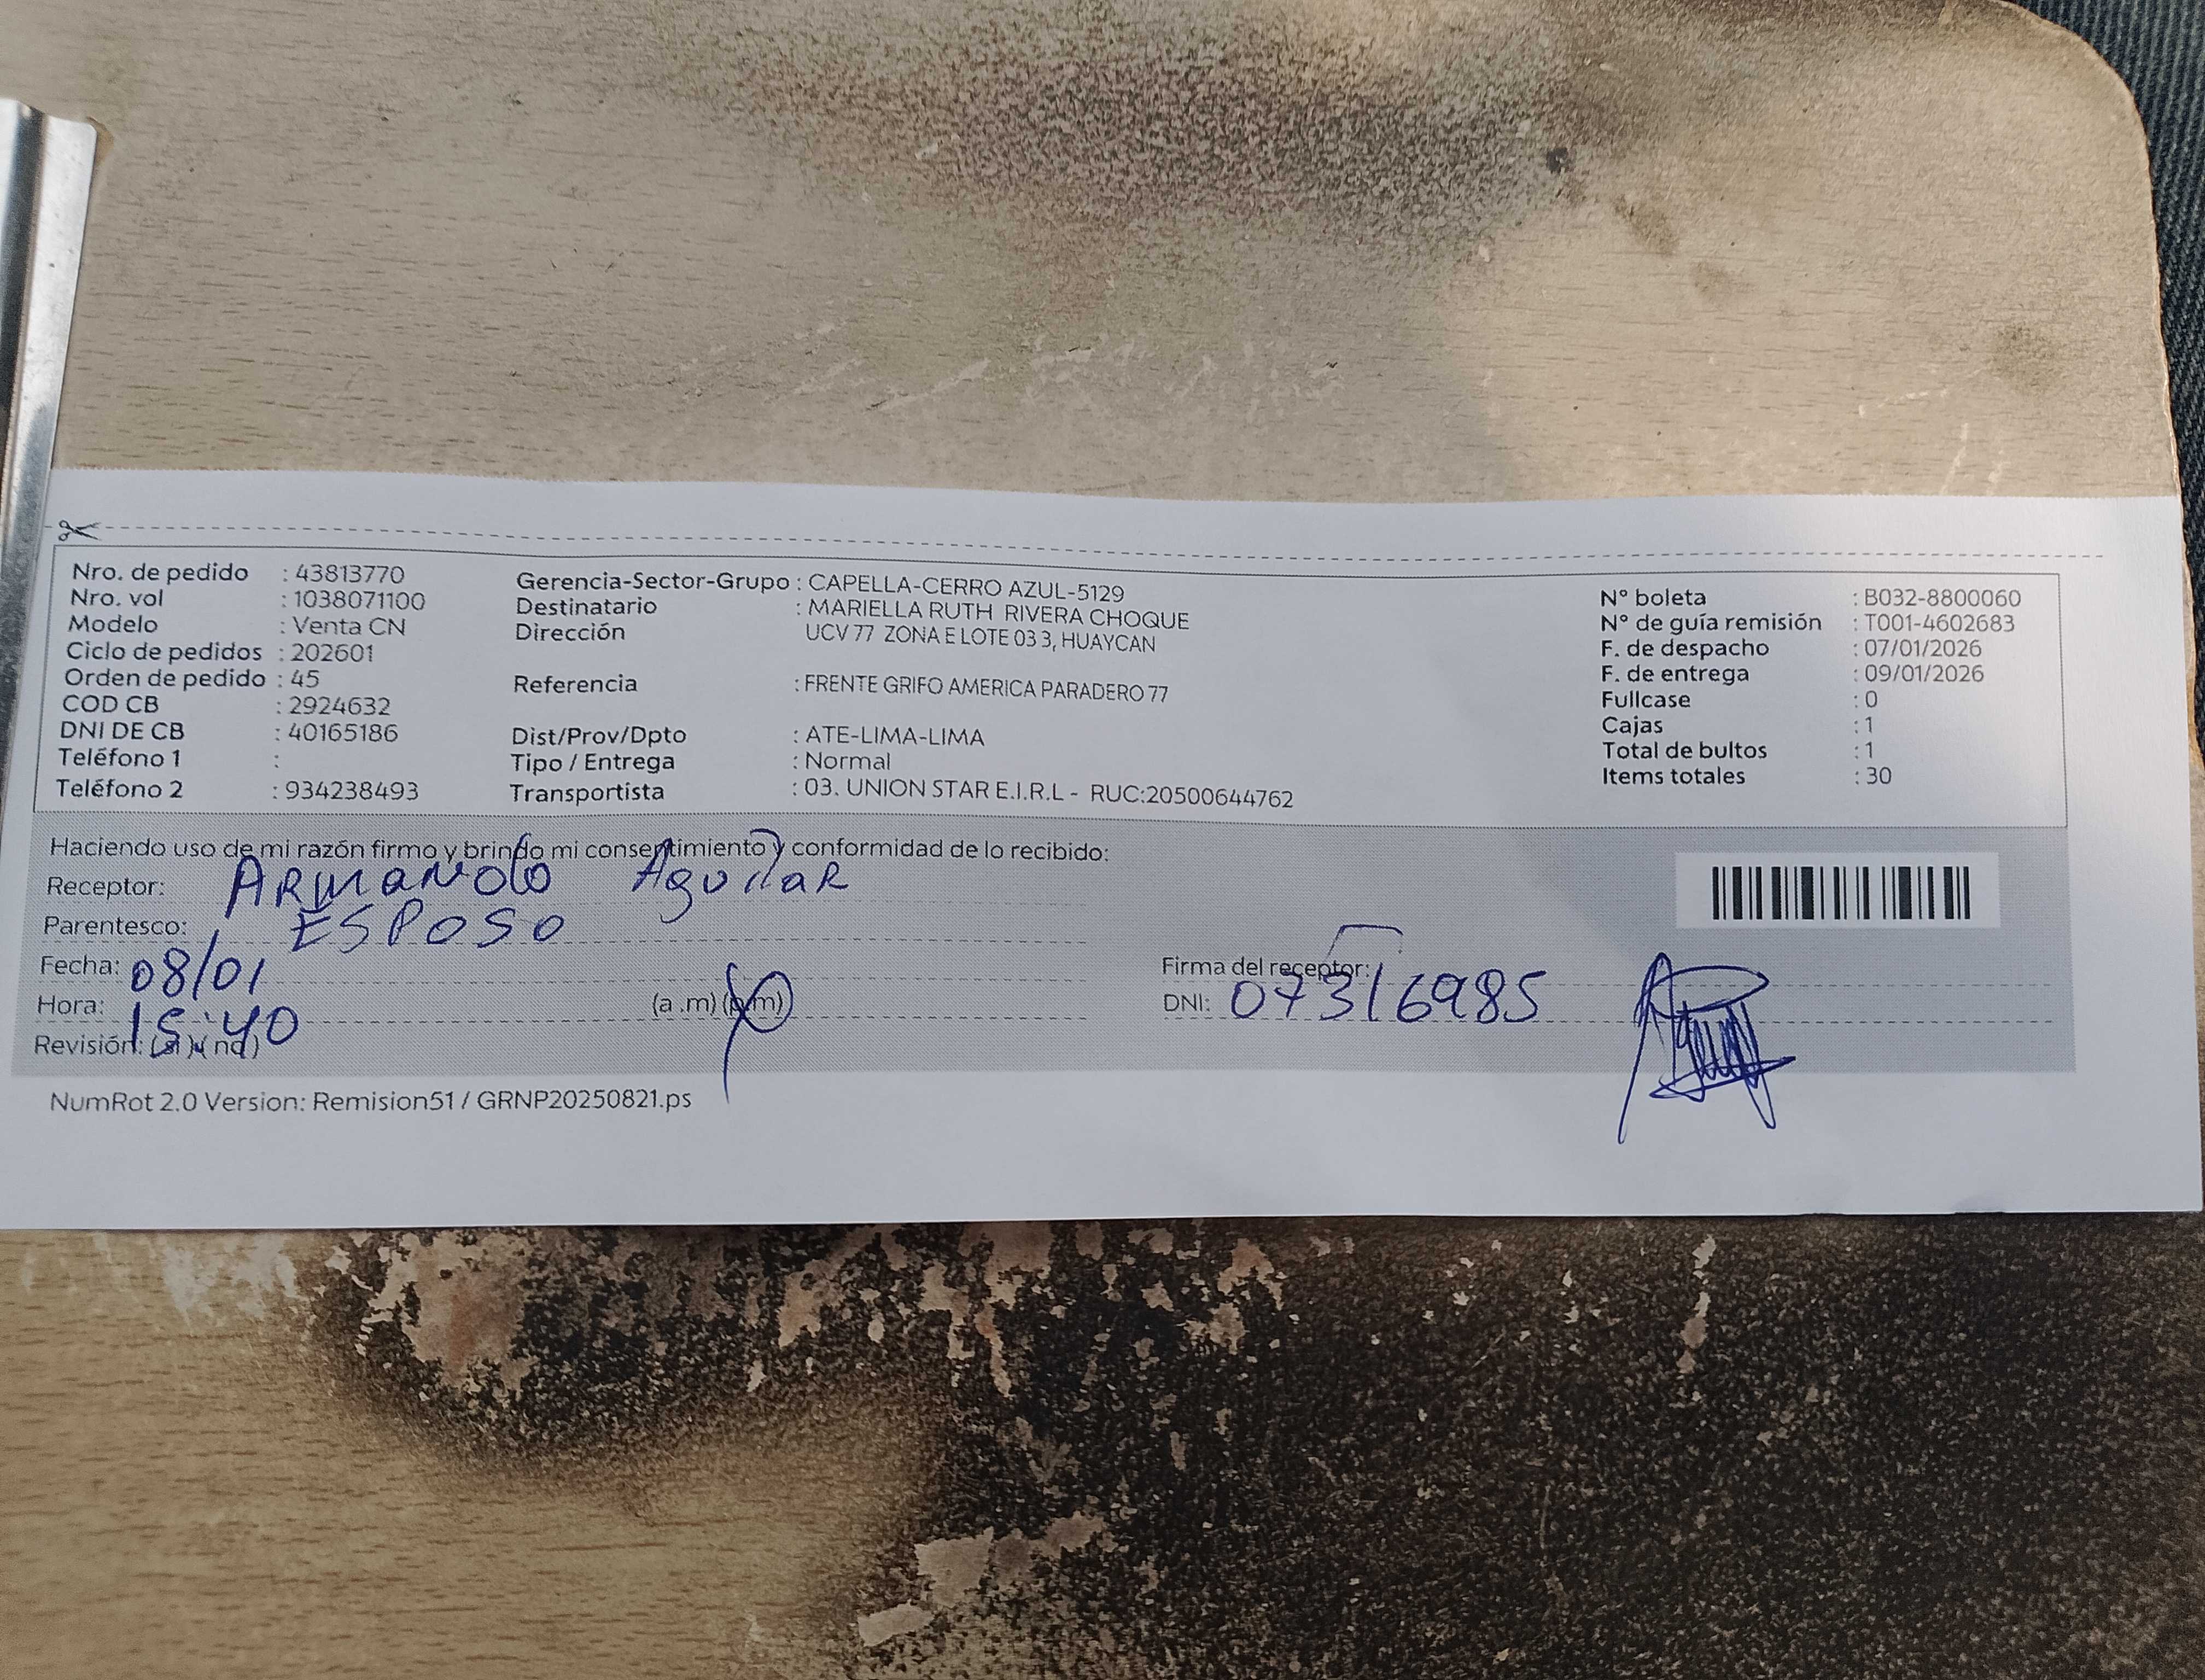 Nro. de pedido : 43813770
Nro. vol : 1038071100
Modelo : Venta CN
Ciclo de pedidos : 202601
Orden de pedido : 45
COD CB : 2924632
DNI DE CB : 40165186
Teléfono 1 :
Teléfono 2 : 934238493
Gerencia-Sector-Grupo : CAPELLA-CERRO AZUL-5129
Destinatario : MARIELLA RUTH RIVERA CHOQUE
Dirección UCV 77 ZONA E LOTE 03 3, HUAYCAN
Referencia : FRENTE GRIFO AMERICA PARADERO 77
Dist/Prov/Dpto : ATE-LIMA-LIMA
Tipo / Entrega : Normal
Transportista : 03. UNION STAR E.I.R.L - RUC:20500644762
N° boleta : B032-8800060
N° de guía remisión : T001-4602683
F. de despacho : 07/01/2026
F. de entrega : 09/01/2026
Fullcase : 0
Cajas : 1
Total de bultos : 1
Items totales : 30
Haciendo uso de mi razón firmo y brindo mi consentimiento y conformidad de lo recibido:
Receptor: ARMANDO AguilaR
Parentesco: ESPOSO
Fecha: 08/01
Hora: 15:40 (a .m) (p.m)
Revisión: ( si ) ( no )
Firma del receptor:
DNI: 07316985
NumRot 2.0 Version: Remision51 / GRNP20250821.ps